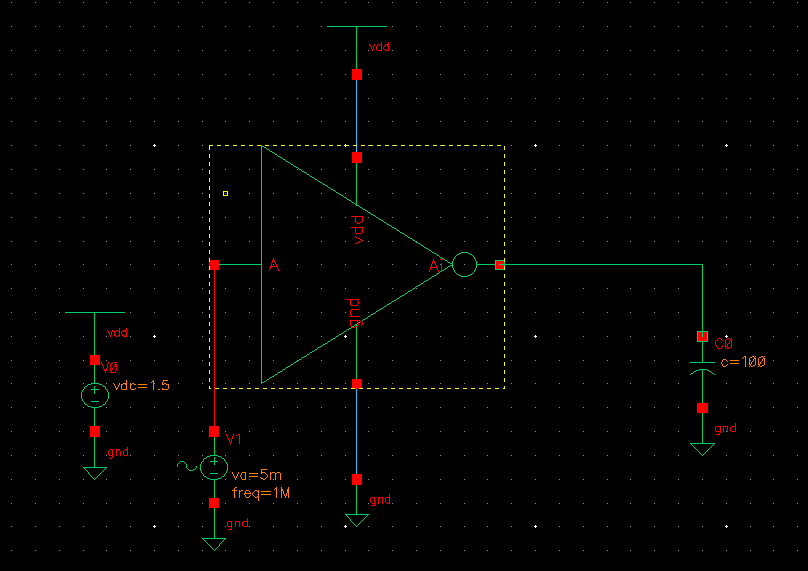 vdd
vdd
A
A1
gnd
vdd
V0
vdc=1.5
gnd
V1
va=5m
freq=1M
gnd
gnd
C0
c=100
gnd